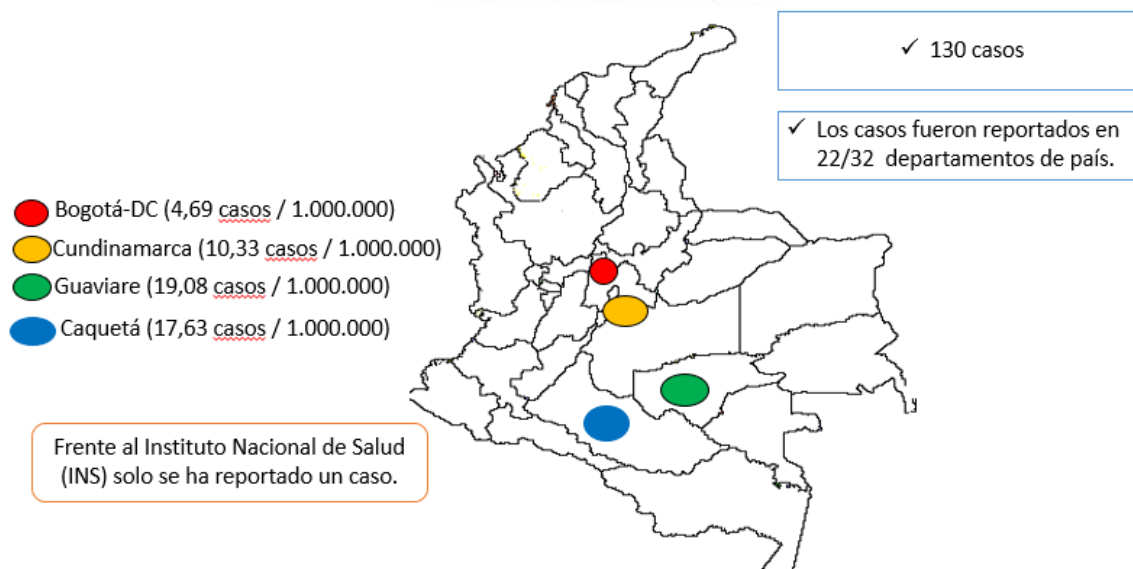 ✓ 130 casos
✓ Los casos fueron reportados en
22/32 departamentos de país.
Bogotá-DC (4,69 casos / 1.000.000)
Cundinamarca (10,33 casos / 1.000.000)
Guaviare (19,08 casos / 1.000.000)
Caquetá (17,63 casos / 1.000.000)
Frente al Instituto Nacional de Salud
(INS) solo se ha reportado un caso.